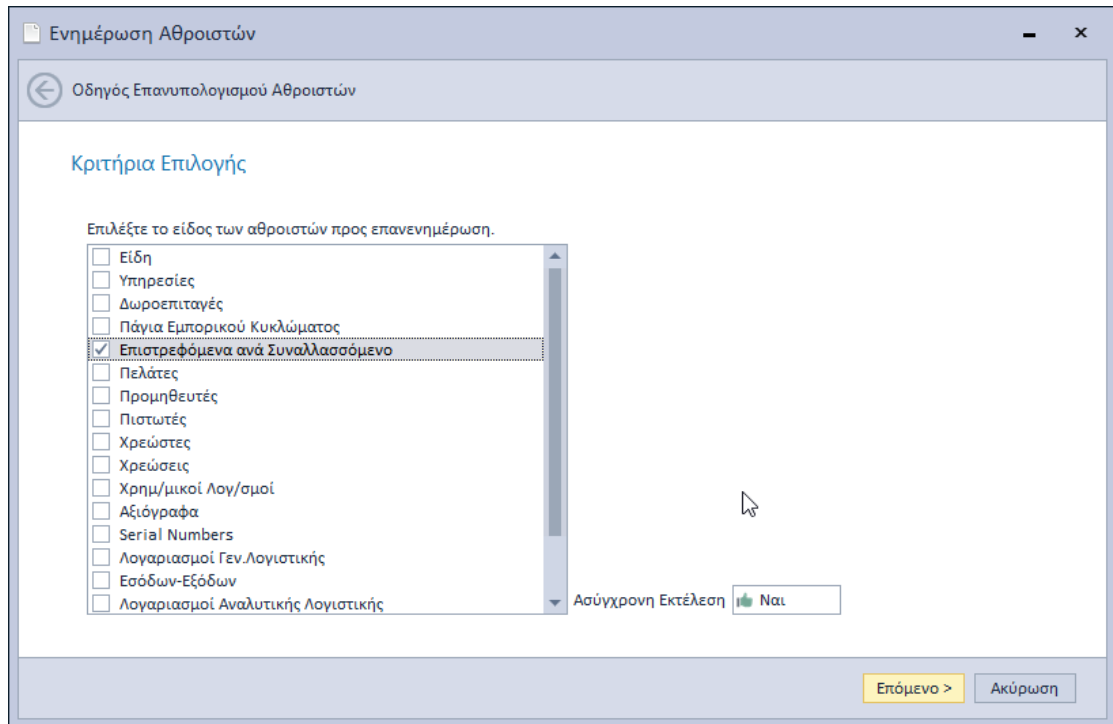 Ενημέρωση Αθροιστών
Οδηγός Επανυπολογισμού Αθροιστών
Κριτήρια Επιλογής
Επιλέξτε το είδος των αθροιστών προς επανενημέρωση.
Είδη
Υπηρεσίες
Δωροεπιταγές
Πάγια Εμπορικού Κυκλώματος
Επιστρεφόμενα ανά Συναλλασσόμενο
Πελάτες
Προμηθευτές
Πιστωτές
Χρεώστες
Χρεώσεις
Χρημ/μικοί Λογ/σμοί
Αξιόγραφα
Serial Numbers
Λογαριασμοί Γεν.Λογιστικής
Εσόδων-Εξόδων
Λογαριασμοί Αναλυτικής Λογιστικής
Ασύγχρονη Εκτέλεση Ναι
Επόμενο > Ακύρωση